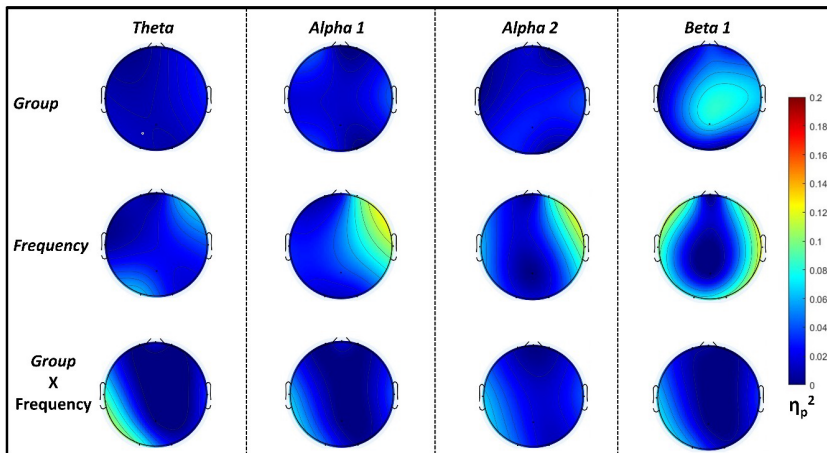 Theta Alpha 1 Alpha 2 Beta 1
Group
Frequency
Group
X
Frequency
0.2
0.18
0.16
0.14
0.12
0.1
0.08
0.06
0.04
0.02
0
ηp²